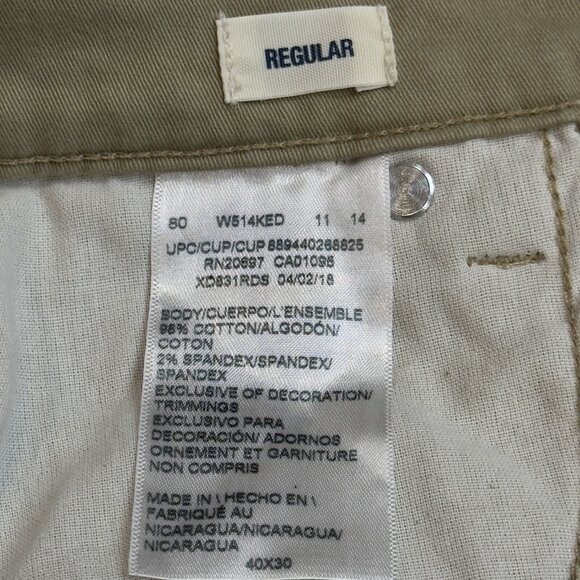 REGULAR
80 W514KED 11 14
UPC/CUP/CUP 889440268825
RN20697 CA01095
XD831RDS 04/02/18
BODY/CUERPO/L'ENSEMBLE
98% COTTON/ALGODÓN/
COTON
2% SPANDEX/SPANDEX/
SPANDEX
EXCLUSIVE OF DECORATION/
TRIMMINGS
EXCLUSIVO PARA
DECORACIÓN/ ADORNOS
ORNEMENT ET GARNITURE
NON COMPRIS
MADE IN \ HECHO EN \
FABRIQUÉ AU
NICARAGUA/NICARAGUA/
NICARAGUA
40X30